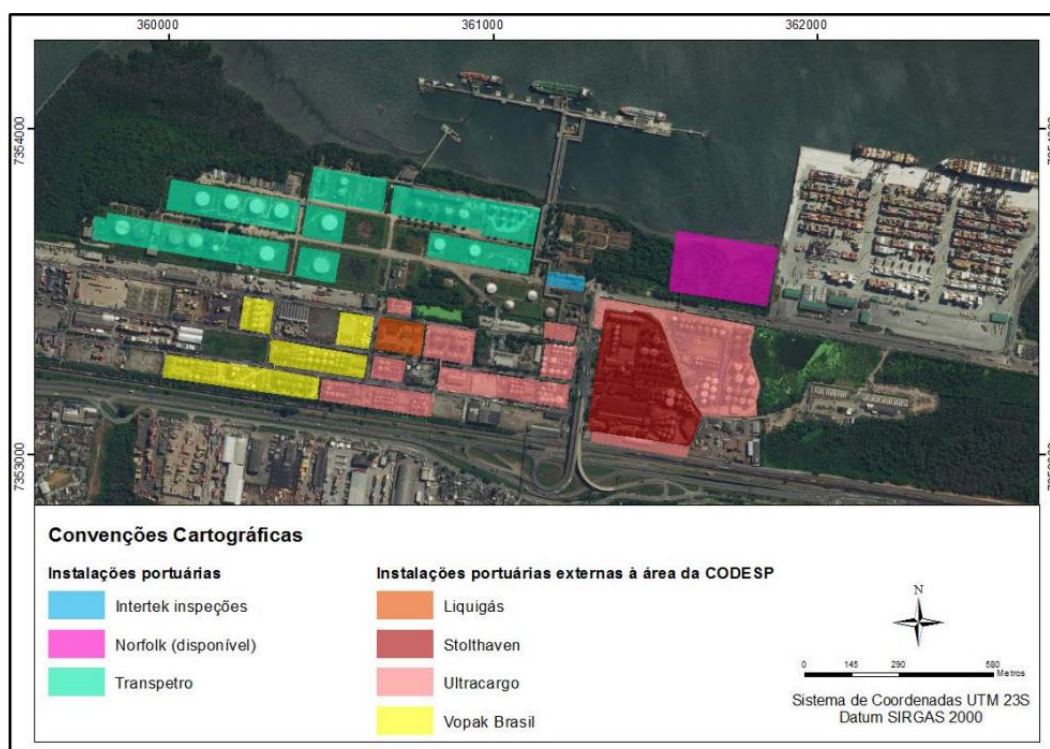 360000 361000 362000
7354000 7354000
7353000 7353000
Convenções Cartográficas
Instalações portuárias
Intertek inspeções
Norfolk (disponível)
Transpetro
Instalações portuárias externas à área da CODESP
Liquigás
Stolthaven
Ultracargo
Vopak Brasil
N
0 145 290 580
Metros
Sistema de Coordenadas UTM 23S
Datum SIRGAS 2000